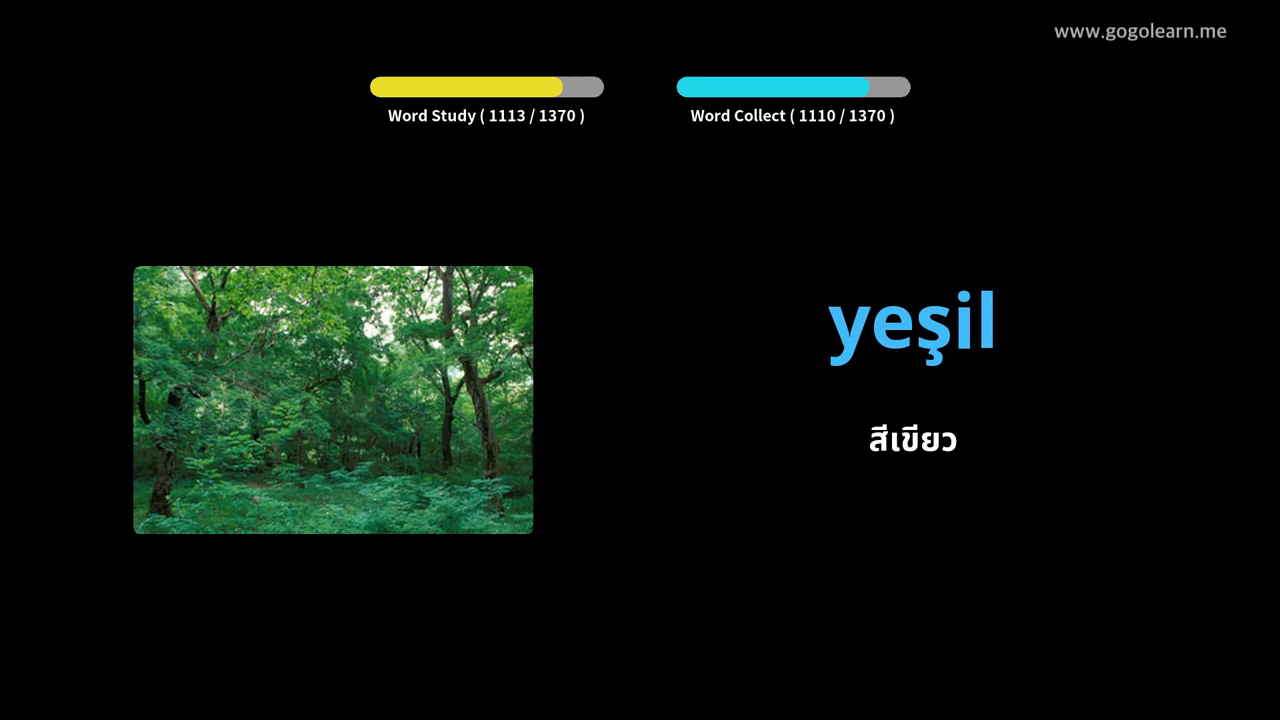 www.gogolearn.me
Word Study ( 1113 / 1370 )
Word Collect ( 1110 / 1370 )
yeşil
สีเขียว